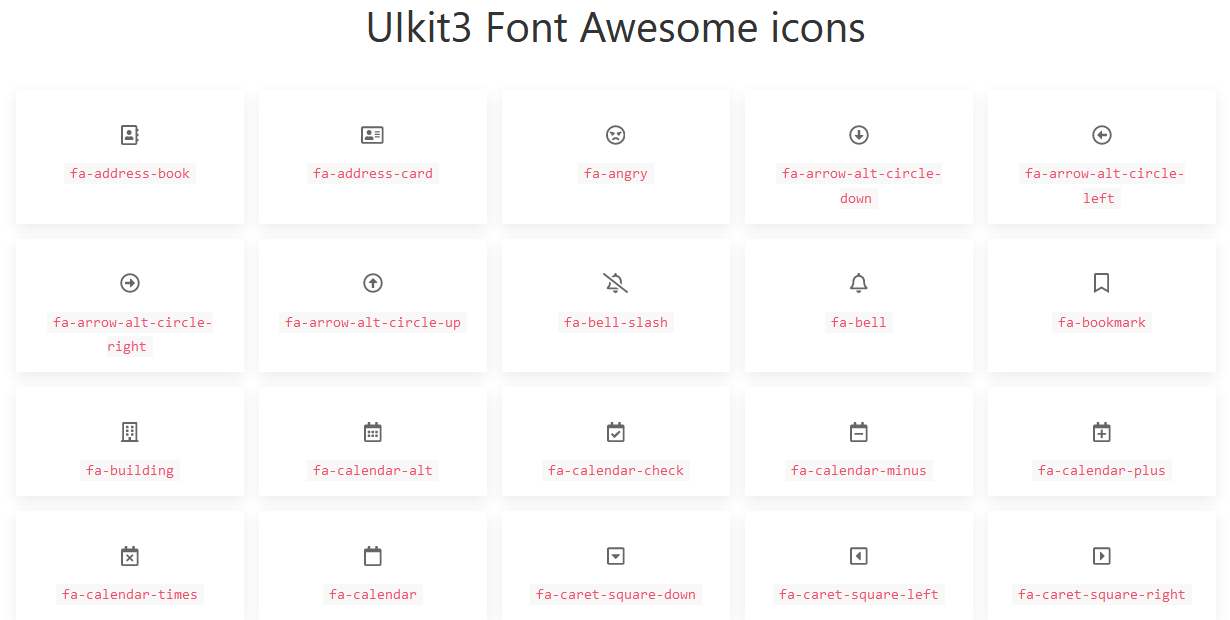 UIkit3 Font Awesome icons
fa-address-book
fa-address-card
fa-angry
fa-arrow-alt-circle-
down
fa-arrow-alt-circle-
left
fa-arrow-alt-circle-
right
fa-arrow-alt-circle-up
fa-bell-slash
fa-bell
fa-bookmark
fa-building
fa-calendar-alt
fa-calendar-check
fa-calendar-minus
fa-calendar-plus
fa-calendar-times
fa-calendar
fa-caret-square-down
fa-caret-square-left
fa-caret-square-right